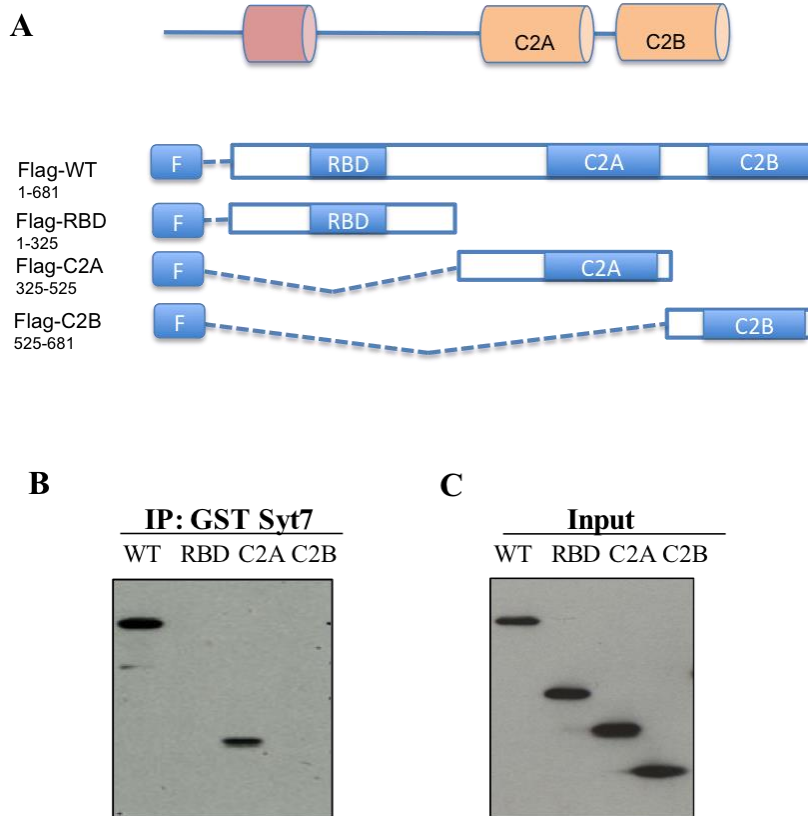 A
C2A
C2B
F
RBD
C2A
C2B
Flag-WT
1-681
F
RBD
Flag-RBD
1-325
F
C2A
Flag-C2A
325-525
F
C2B
Flag-C2B
525-681
B
IP: GST Syt7
WT RBD C2A C2B
C
Input
WT RBD C2A C2B